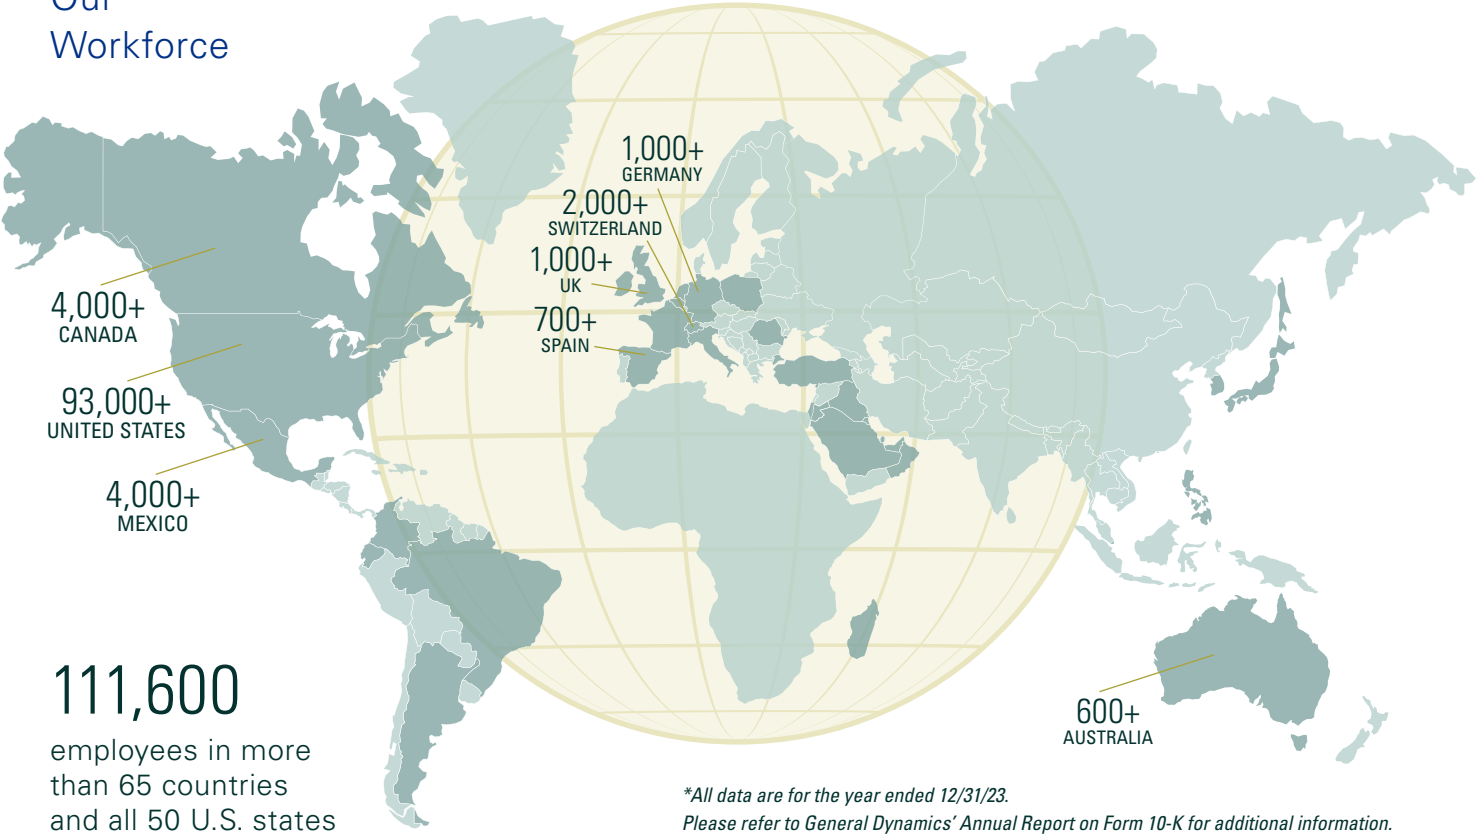 Our
Workforce
1,000+
GERMANY
2,000+
SWITZERLAND
1,000+
UK
700+
SPAIN
4,000+
CANADA
93,000+
UNITED STATES
4,000+
MEXICO
111,600
employees in more
than 65 countries
and all 50 U.S. states
600+
AUSTRALIA
*All data are for the year ended 12/31/23.
Please refer to General Dynamics’ Annual Report on Form 10-K for additional information.